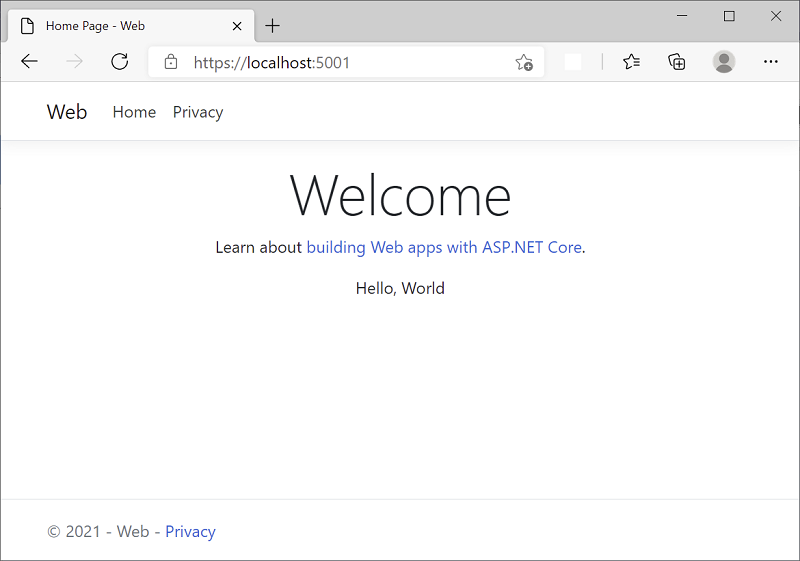 Home Page - Web
https://localhost:5001
Web Home Privacy
Welcome
Learn about building Web apps with ASP.NET Core.
Hello, World
© 2021 - Web - Privacy